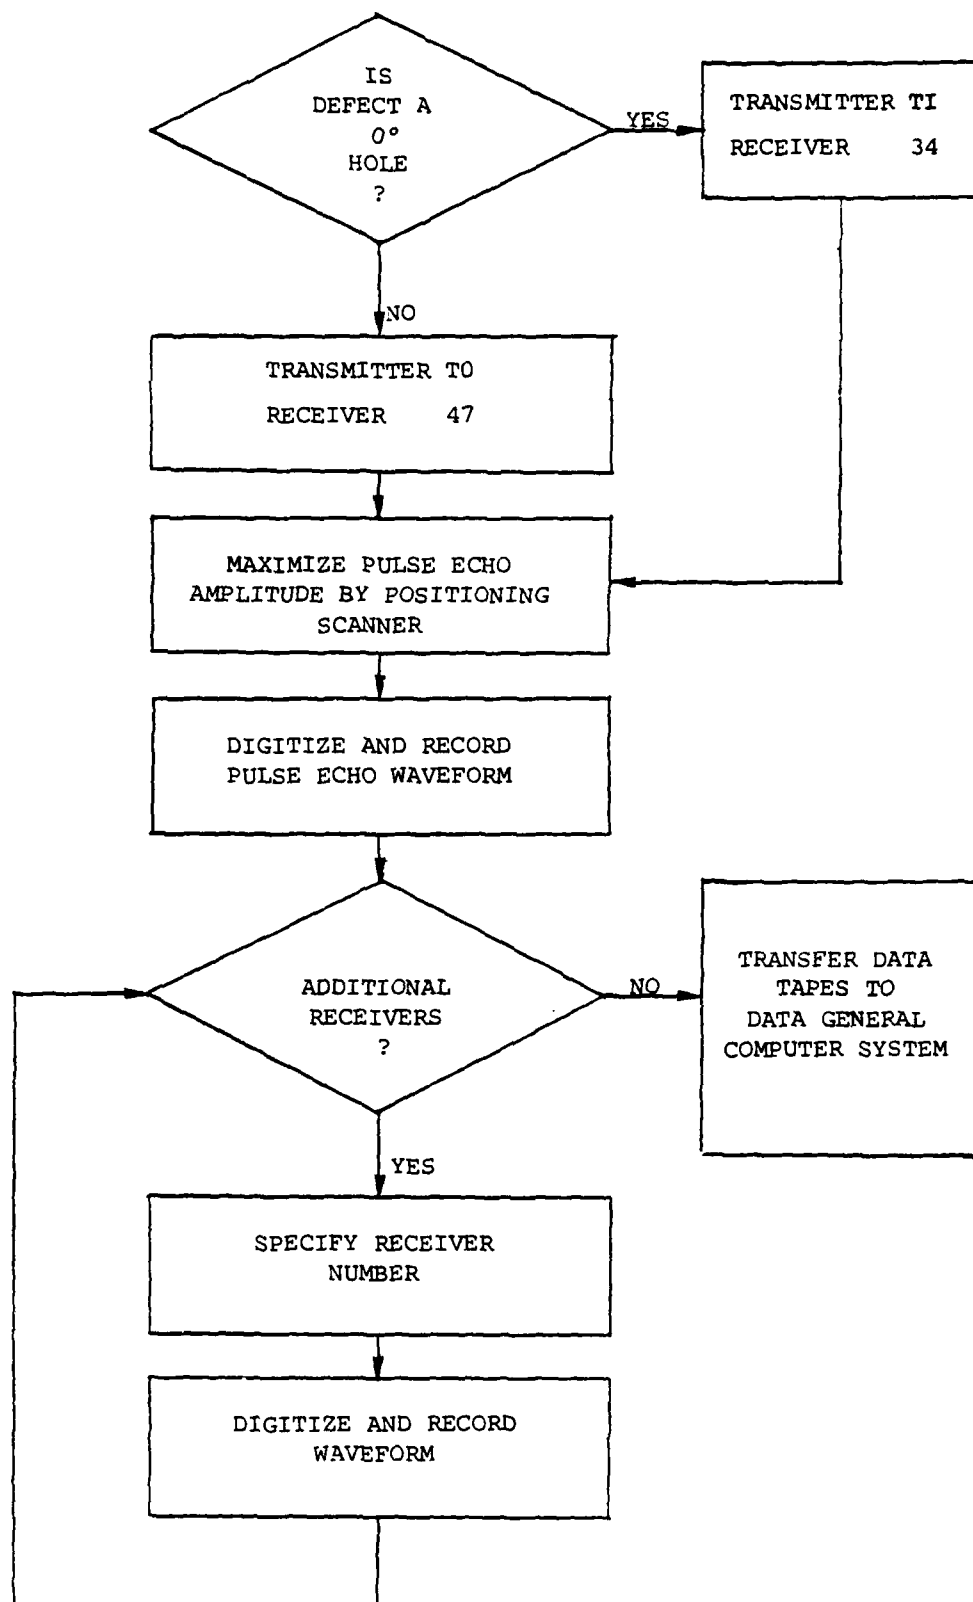 IS
DEFECT A
0°
HOLE
?
YES
TRANSMITTER TI
RECEIVER 34
NO
TRANSMITTER TO
RECEIVER 47
MAXIMIZE PULSE ECHO
AMPLITUDE BY POSITIONING
SCANNER
DIGITIZE AND RECORD
PULSE ECHO WAVEFORM
ADDITIONAL
RECEIVERS
?
NO
TRANSFER DATA
TAPES TO
DATA GENERAL
COMPUTER SYSTEM
YES
SPECIFY RECEIVER
NUMBER
DIGITIZE AND RECORD
WAVEFORM